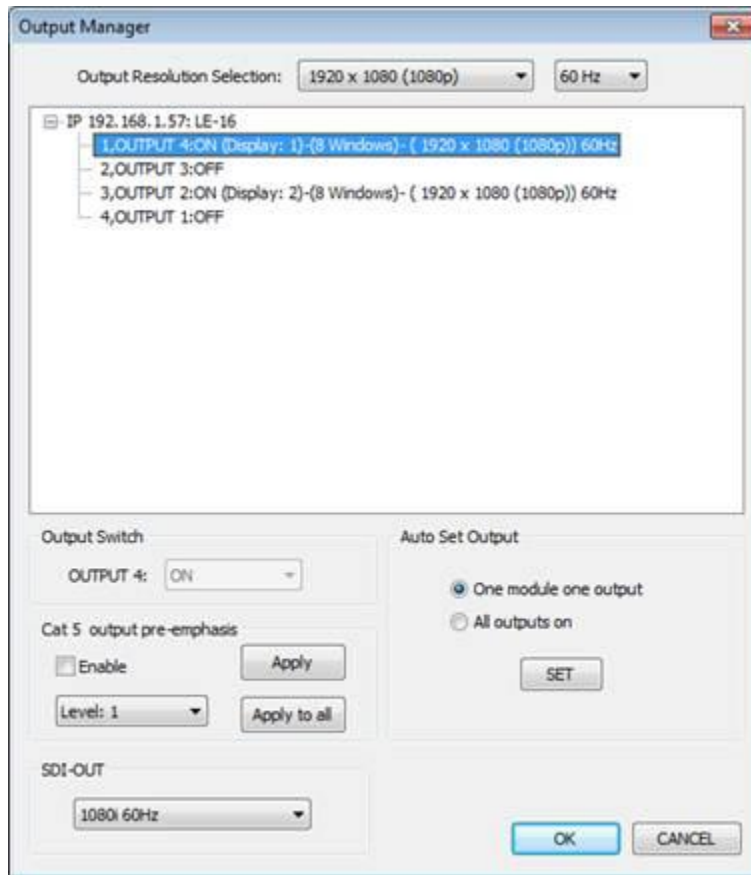 Output Manager
Output Resolution Selection: 1920 x 1080 (1080p) 60 Hz
IP 192.168.1.57: LE-16
1,OUTPUT 4:ON (Display: 1)-(8 Windows)- ( 1920 x 1080 (1080p)) 60Hz
2,OUTPUT 3:OFF
3,OUTPUT 2:ON (Display: 2)-(8 Windows)- ( 1920 x 1080 (1080p)) 60Hz
4,OUTPUT 1:OFF
Output Switch
OUTPUT 4: ON
Cat 5 output pre-emphasis
Enable
Apply
Level: 1
Apply to all
SDI-OUT
1080i 60Hz
Auto Set Output
One module one output
All outputs on
SET
OK
CANCEL